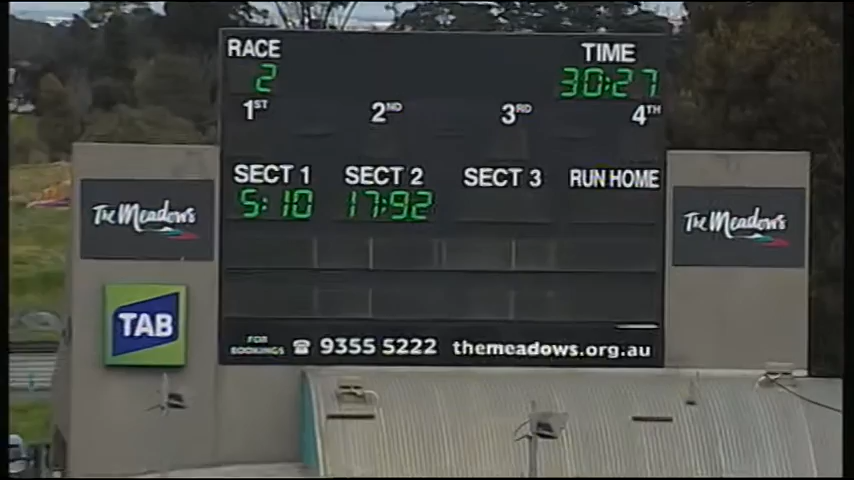 RACE TIME
2 30:27
1ST 2ND 3RD 4TH
SECT 1 SECT 2 SECT 3 RUN HOME
5:10 17:92
The Meadows
The Meadows
TAB
FOR BOOKINGS ☎ 9355 5222 themeadows.org.au